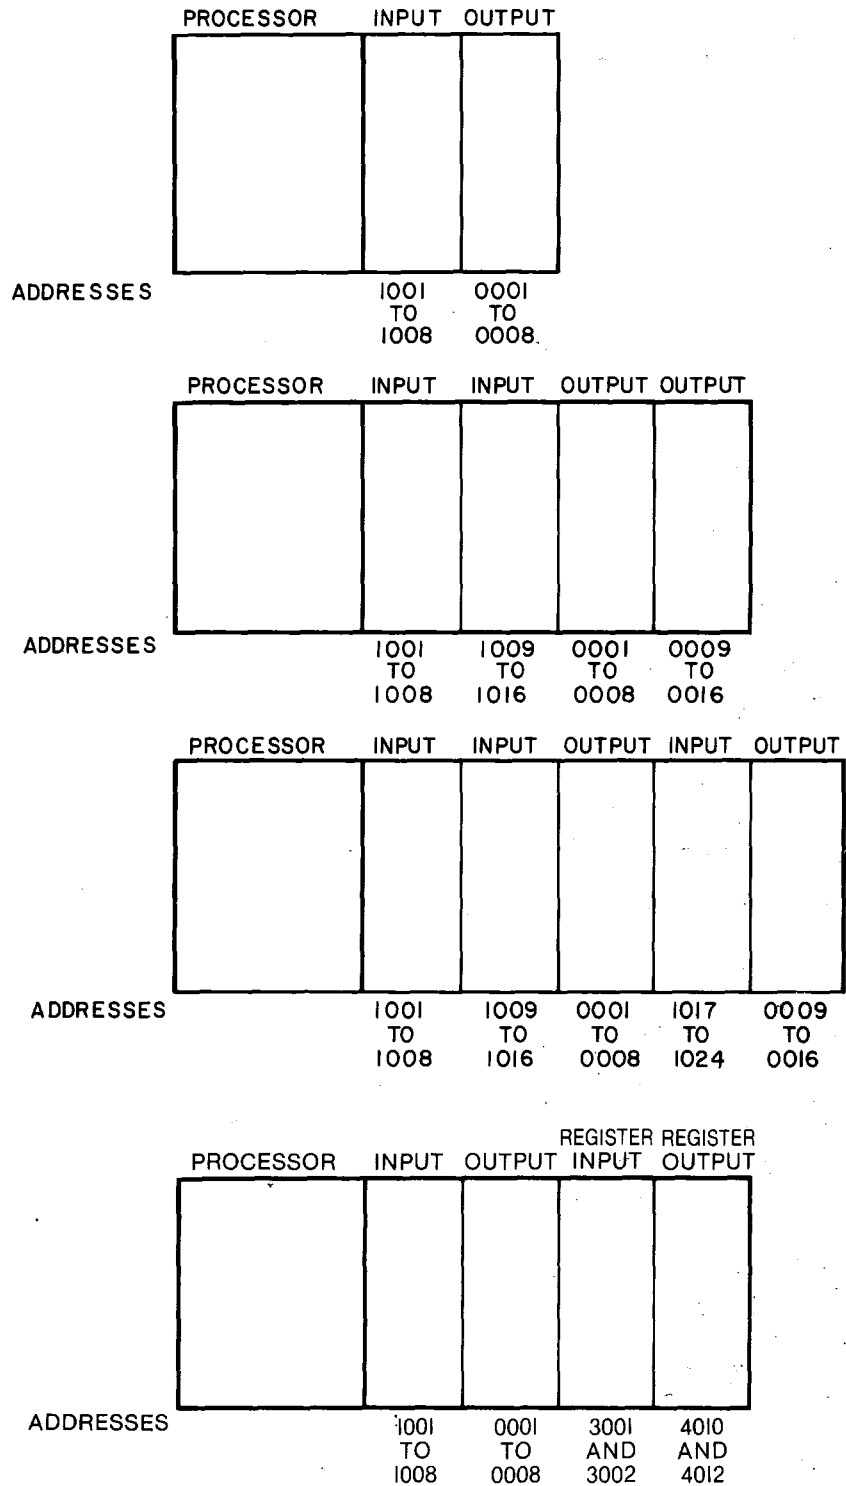 PROCESSOR INPUT OUTPUT
ADDRESSES 1001 0001
TO TO
1008 0008
PROCESSOR INPUT INPUT OUTPUT OUTPUT
ADDRESSES 1001 1009 0001 0009
TO TO TO TO
1008 1016 0008 0016
PROCESSOR INPUT INPUT OUTPUT INPUT OUTPUT
ADDRESSES 1001 1009 0001 1017 0009
TO TO TO TO TO
1008 1016 0008 1024 0016
REGISTER REGISTER
PROCESSOR INPUT OUTPUT INPUT OUTPUT
ADDRESSES 1001 0001 3001 4010
TO TO AND AND
1008 0008 3002 4012